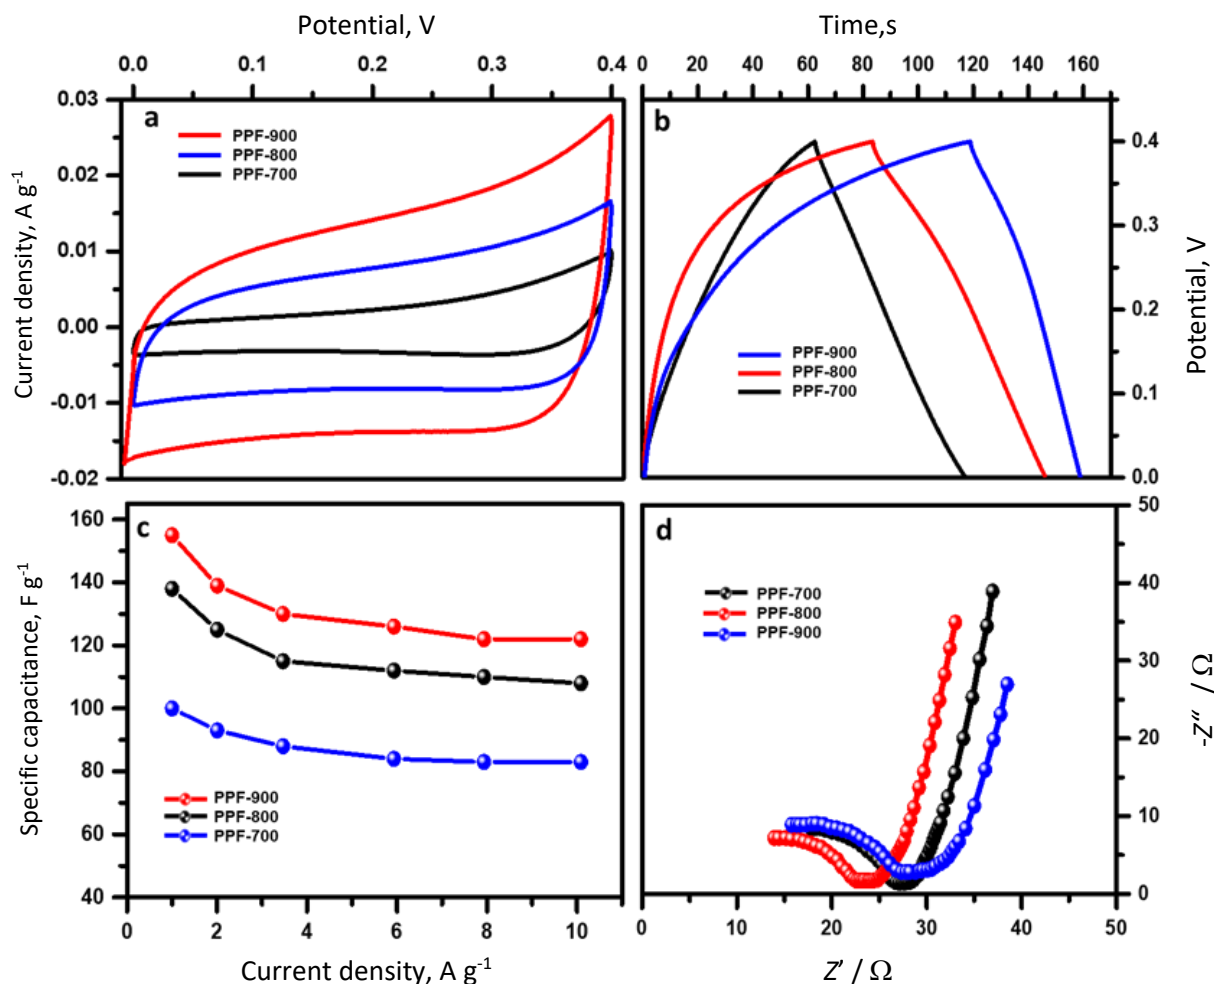 Potential, V
Time,s
0.0 0.1 0.2 0.3 0.4
0 20 40 60 80 100 120 140 160
a
PPF-900
PPF-800
PPF-700
0.03
0.02
0.01
0.00
-0.01
-0.02
Current density, A g-1
b
PPF-900
PPF-800
PPF-700
0.4
0.3
0.2
0.1
0.0
Potential, V
c
PPF-900
PPF-800
PPF-700
160
140
120
100
80
60
40
Specific capacitance, F g-1
0 2 4 6 8 10
Current density, A g-1
d
PPF-700
PPF-800
PPF-900
50
40
30
20
10
0
-Z″ / Ω
0 10 20 30 40 50
Z' / Ω